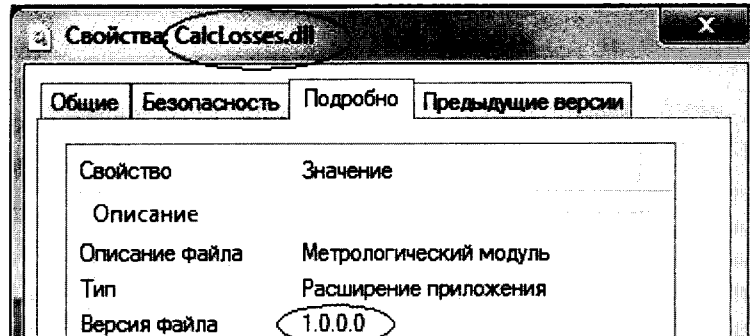 Свойства: CalcLosses.dll
Общие Безопасность Подробно Предыдущие версии
Свойство Значение
Описание
Описание файла Метрологический модуль
Тип Расширение приложения
Версия файла 1.0.0.0